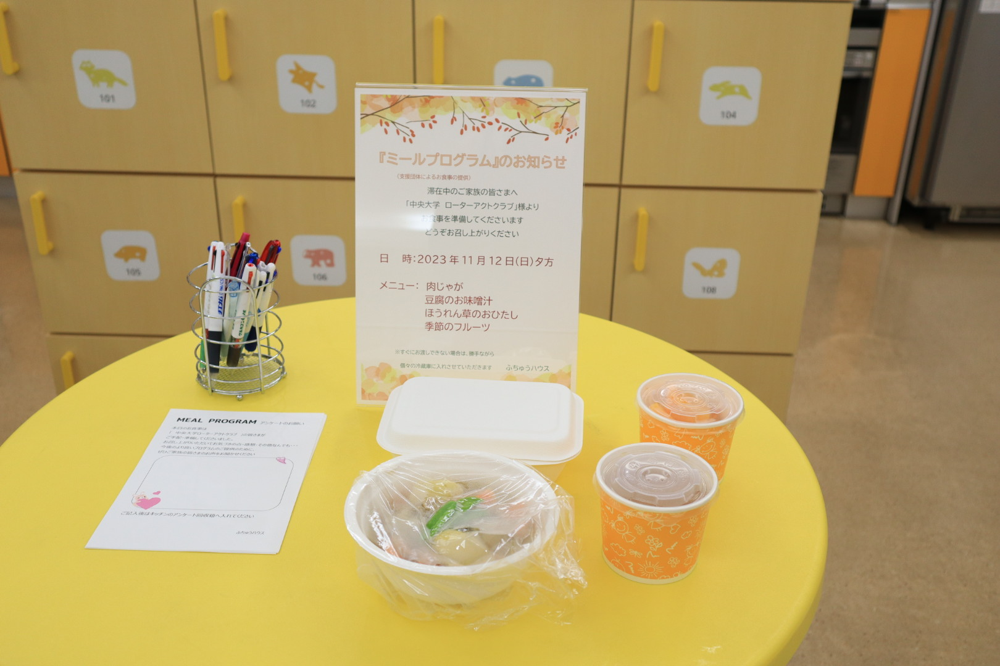 101
102
104
105
106
108
『ミールプログラム』のお知らせ
(支援団体によるお食事の提供)
滞在中のご家族の皆さまへ
「中央大学 ローターアクトクラブ」様より
お食事を準備してくださいます
どうぞお召し上がりください
日 時:2023年11月12日(日)夕方
メニュー: 肉じゃが
豆腐のお味噌汁
ほうれん草のおひたし
季節のフルーツ
※すぐにお渡しできない場合は、勝手ながら
個々の冷蔵庫に入れさせていただきます ふちゅうハウス
MEAL PROGRAM アンケートのお願い
本日のお食事は
「 中央大学ローターアクトクラブ 」の皆さまが
ご手配・準備してくださいました。
お召し上がりいただいてお気づきの点・感想・その他なんでも・・・
今後のより良いプログラムのご提供のために、
ぜひご家族の皆さまのお声をお聞かせください
ご記入後はキッチンのアンケート回収箱へ入れてください
ふちゅうハウス